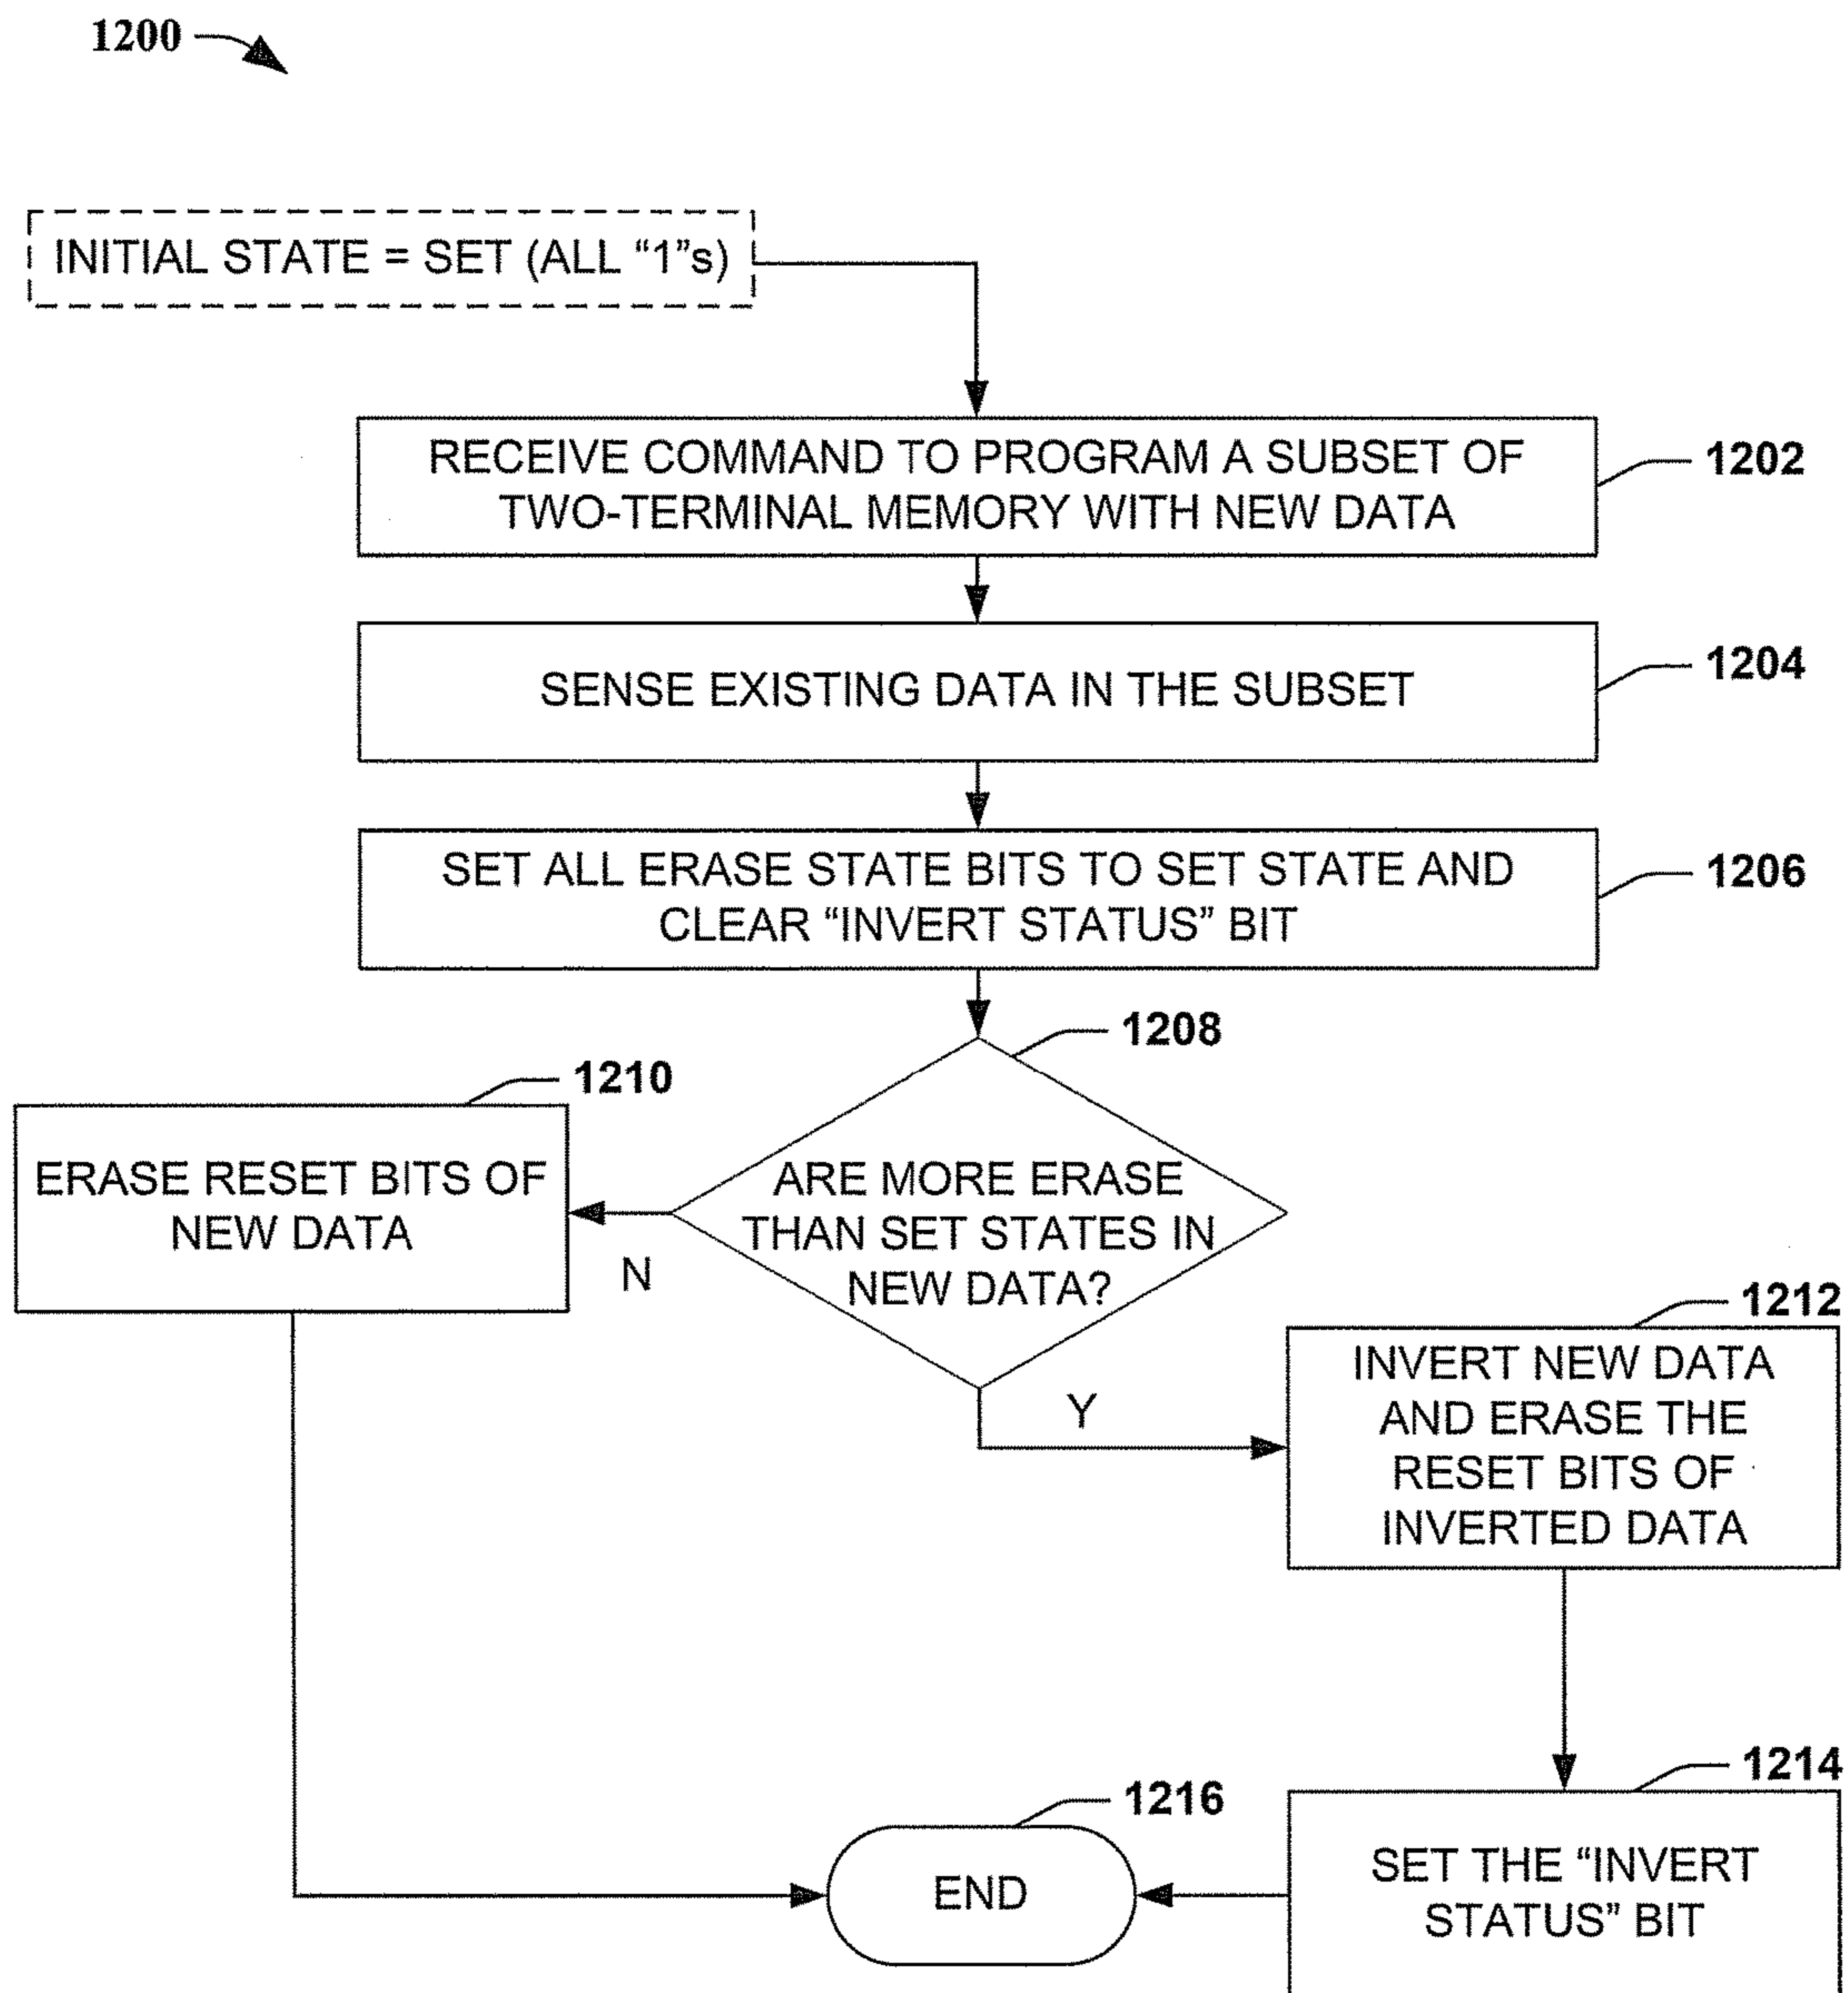 1200
INITIAL STATE = SET (ALL “1”s)
RECEIVE COMMAND TO PROGRAM A SUBSET OF
TWO-TERMINAL MEMORY WITH NEW DATA
1202
SENSE EXISTING DATA IN THE SUBSET
1204
SET ALL ERASE STATE BITS TO SET STATE AND
CLEAR “INVERT STATUS” BIT
1206
1208
ARE MORE ERASE
THAN SET STATES IN
NEW DATA?
1210
ERASE RESET BITS OF
NEW DATA
N
Y
1212
INVERT NEW DATA
AND ERASE THE
RESET BITS OF
INVERTED DATA
1214
SET THE “INVERT
STATUS” BIT
1216
END